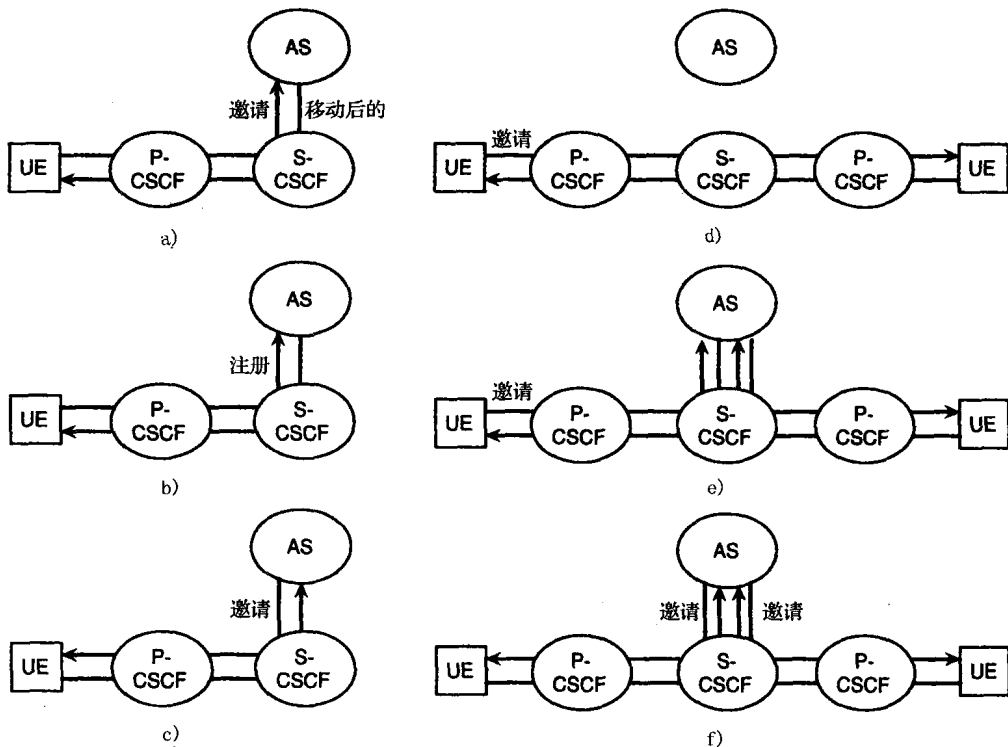 AS
邀请 移动后的
UE
P-
CSCF
S-
CSCF
a)
AS
注册
UE
P-
CSCF
S-
CSCF
b)
AS
邀请
UE
P-
CSCF
S-
CSCF
c)
AS
邀请
UE
P-
CSCF
S-
CSCF
P-
CSCF
UE
d)
AS
邀请
UE
P-
CSCF
S-
CSCF
P-
CSCF
UE
e)
AS
邀请 邀请
UE
P-
CSCF
S-
CSCF
P-
CSCF
UE
f)